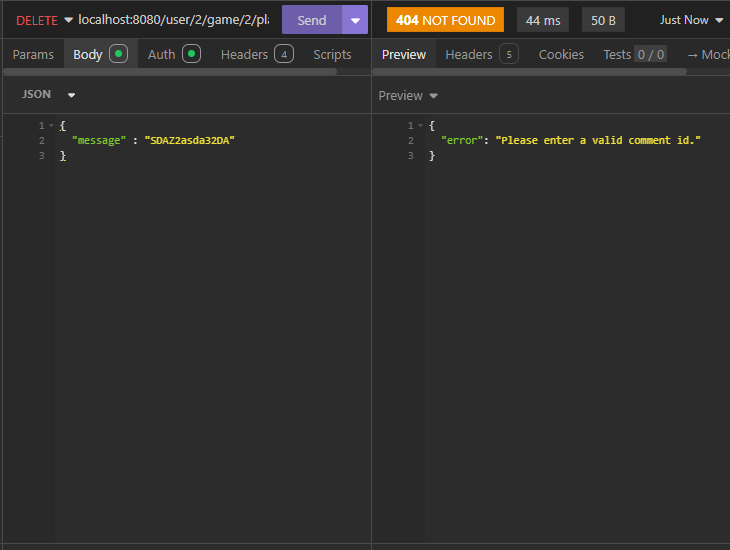 DELETE localhost:8080/user/2/game/2/pl Send 404 NOT FOUND 44 ms 50 B Just Now
Params Body Auth Headers 4 Scripts Preview Headers 5 Cookies Tests 0 / 0 → Mock
JSON Preview
1 {
2 "message" : "SDAZ2asda32DA"
3 }
1 {
2 "error": "Please enter a valid comment id."
3 }